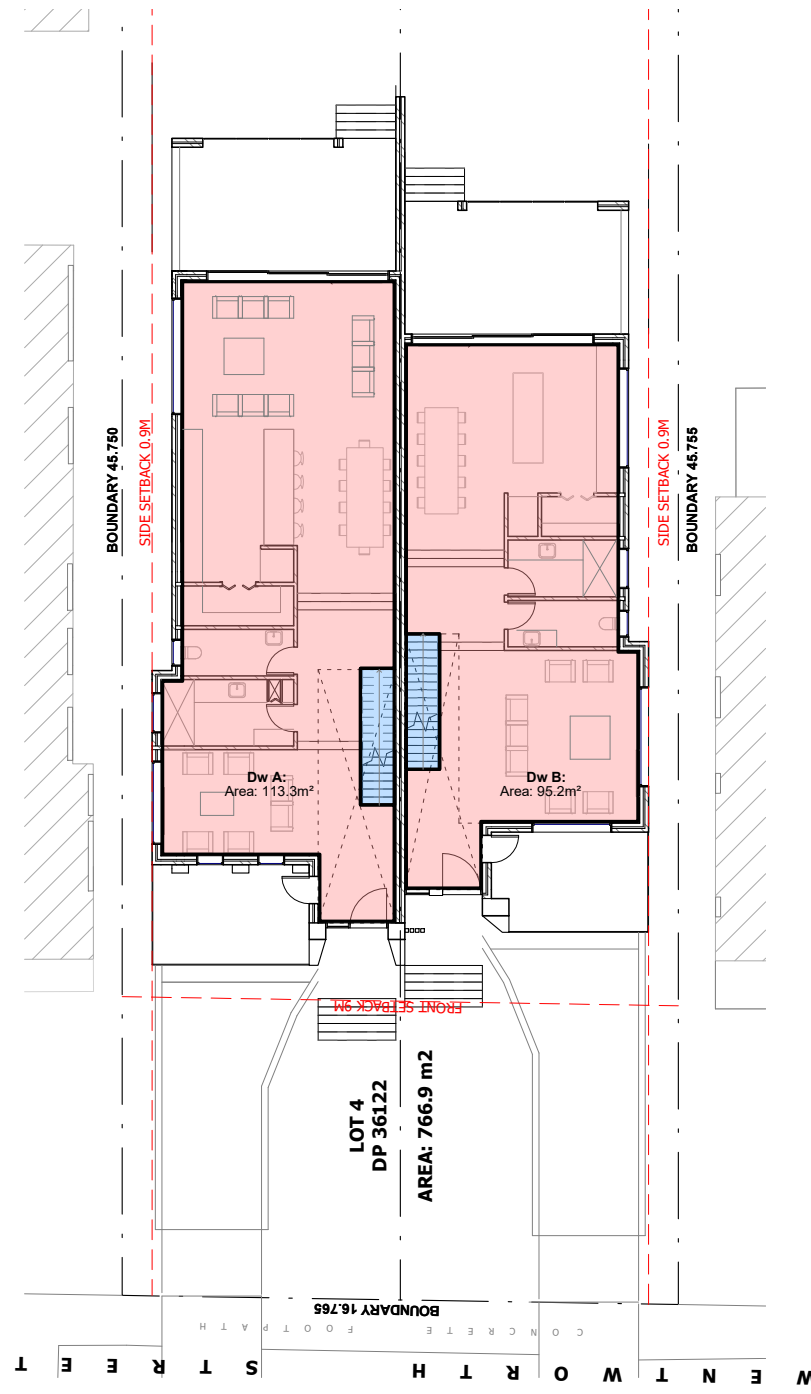 BOUNDARY 45.750
SIDE SETBACK 0.9M
SIDE SETBACK 0.9M
BOUNDARY 45.755
Dw A:
Area: 113.3m²
Dw B:
Area: 95.2m²
FRONT SETBACK 9M
LOT 4
DP 36122
AREA: 766.9 m2
BOUNDARY 16.765
CONCRETE FOOTPATH
WENTWORTH STREET